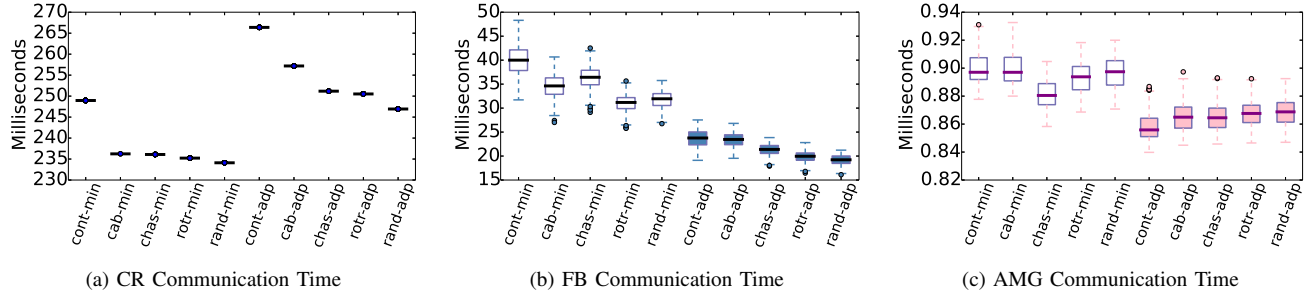 Milliseconds
270
265
260
255
250
245
240
235
230
cont-min
cab-min
chas-min
rotr-min
rand-min
cont-adp
cab-adp
chas-adp
rotr-adp
rand-adp
(a) CR Communication Time
Milliseconds
50
45
40
35
30
25
20
15
cont-min
cab-min
chas-min
rotr-min
rand-min
cont-adp
cab-adp
chas-adp
rotr-adp
rand-adp
(b) FB Communication Time
Milliseconds
0.94
0.92
0.90
0.88
0.86
0.84
0.82
cont-min
cab-min
chas-min
rotr-min
rand-min
cont-adp
cab-adp
chas-adp
rotr-adp
rand-adp
(c) AMG Communication Time